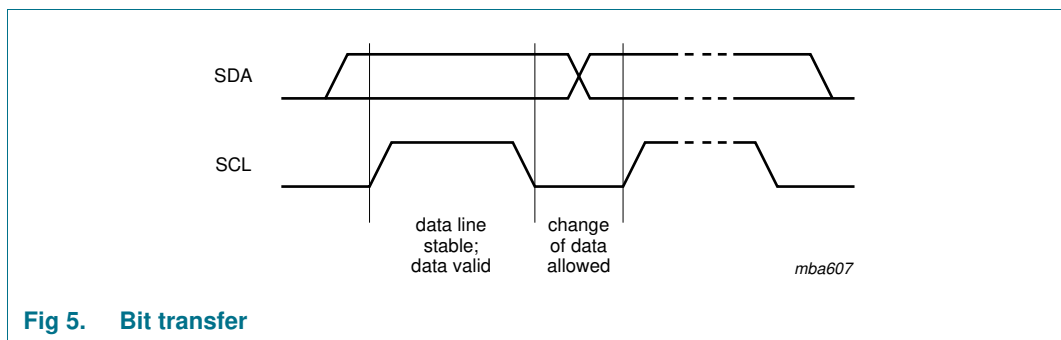 SDA
SCL
data line
stable;
data valid
change
of data
allowed
mba607
Fig 5. Bit transfer